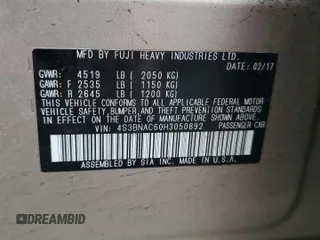 MFD BY FUJI HEAVY INDUSTRIES LTD.
DATE: 02/17
GVWR: 4519 LB [ 2050 KG]
GAWR: F 2535 LB [ 1150 KG]
GAWR: R 2645 LB [ 1200 KG]
THIS VEHICLE CONFORMS TO ALL APPLICABLE FEDERAL MOTOR
VEHICLE SAFETY, BUMPER, AND THEFT PREVENTION
STANDARDS IN EFFECT ON THE DATE OF MANUFACTURE SHOWN ABOVE.
VIN: 4S3BNAC60H3050892 PASSENGER CAR
ASSEMBLED BY SIA INC. MADE IN U.S.A.
DREAMBID